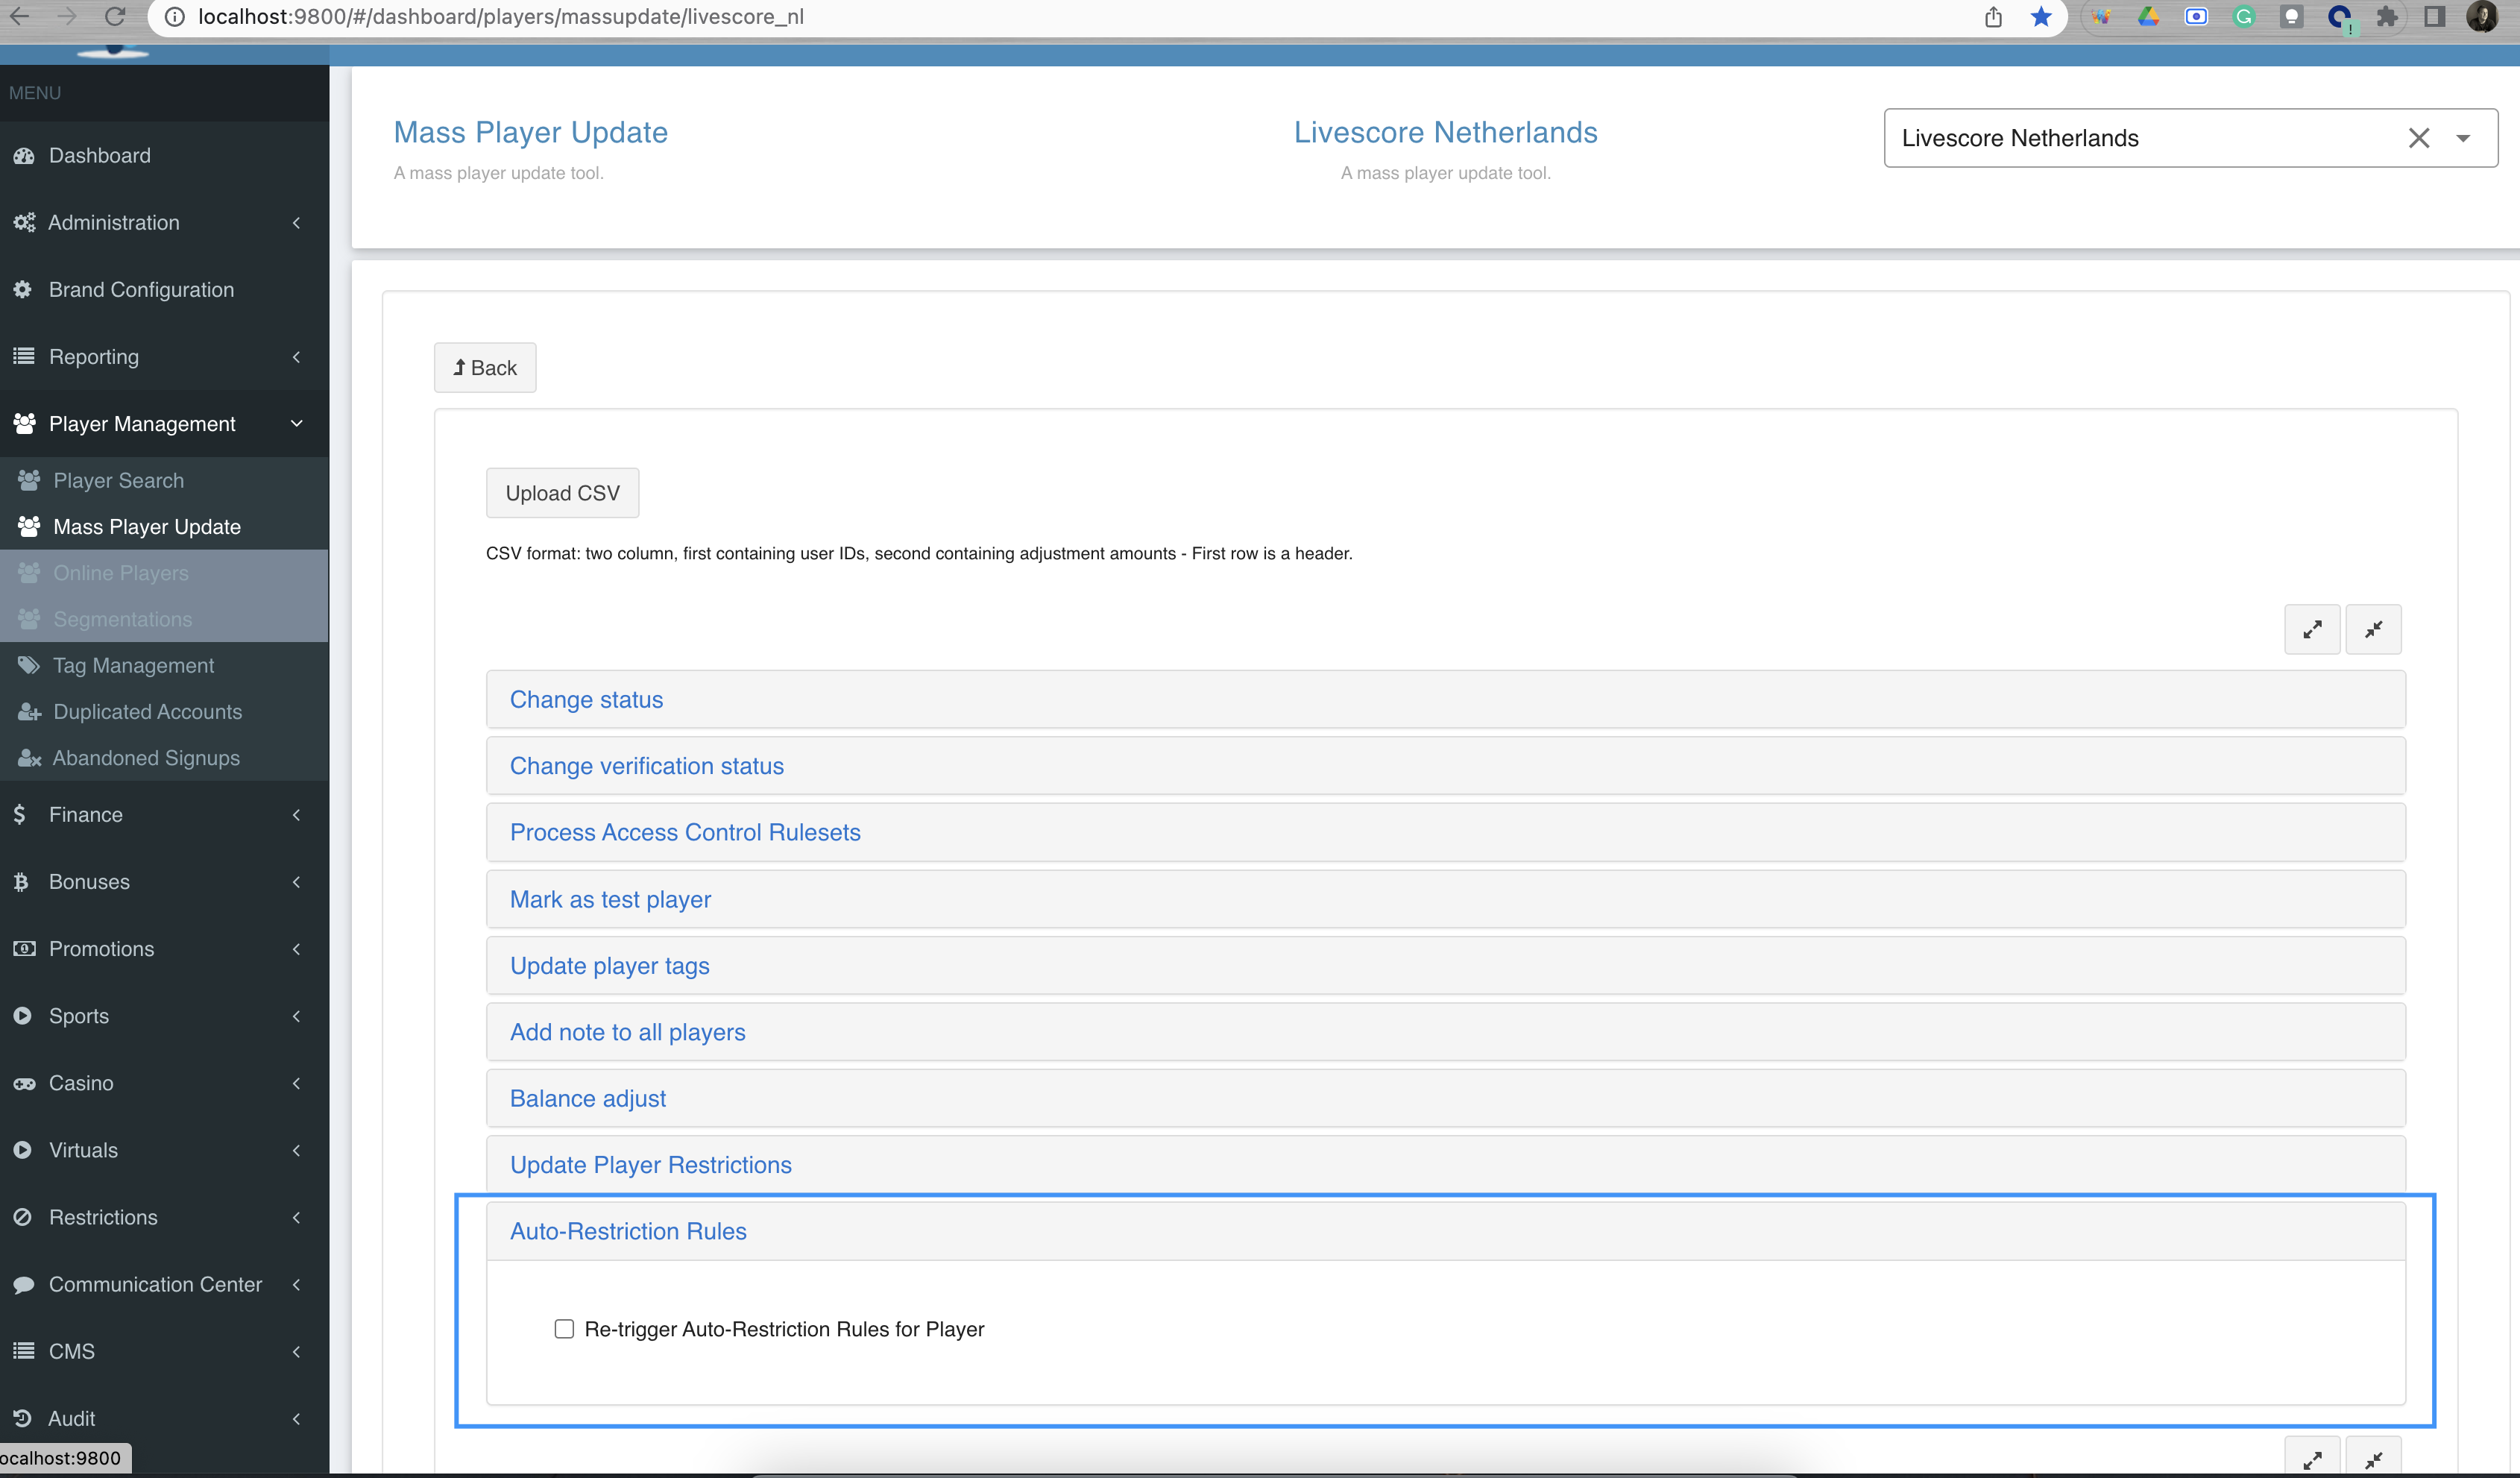 localhost:9800/#/dashboard/players/massupdate/livescore_nl
MENU
Dashboard
Administration
Brand Configuration
Reporting
Player Management
Player Search
Mass Player Update
Online Players
Segmentations
Tag Management
Duplicated Accounts
Abandoned Signups
Finance
Bonuses
Promotions
Sports
Casino
Virtuals
Restrictions
Communication Center
CMS
Audit
ocalhost:9800
Mass Player Update
A mass player update tool.
Livescore Netherlands
A mass player update tool.
Livescore Netherlands
Back
Upload CSV
CSV format: two column, first containing user IDs, second containing adjustment amounts - First row is a header.
Change status
Change verification status
Process Access Control Rulesets
Mark as test player
Update player tags
Add note to all players
Balance adjust
Update Player Restrictions
Auto-Restriction Rules
Re-trigger Auto-Restriction Rules for Player